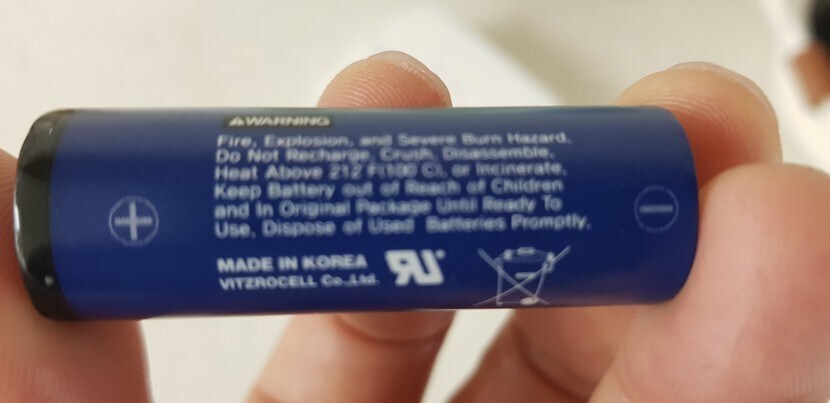 ⚠WARNING
Fire, Explosion, and Severe Burn Hazard.
Do Not Recharge, Crush, Disassemble,
Heat Above 212 F(100 C), or Incinerate.
Keep Battery out of Reach of Children
and In Original Package Until Ready To
Use, Dispose of Used Batteries Promptly.
+
−
MADE IN KOREA
VITZROCELL Co.,Ltd.